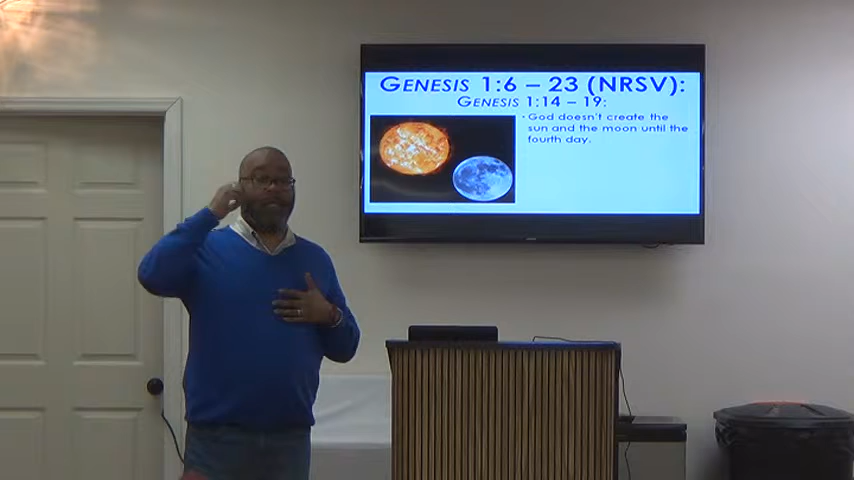 GENESIS 1:6 – 23 (NRSV):
GENESIS 1:14 – 19:
• God doesn't create the
sun and the moon until the
fourth day.